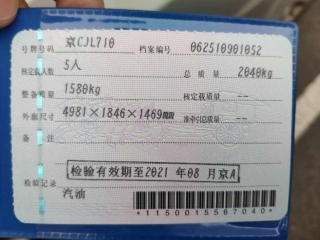 号牌号码 京CJL710 档案编号 062510901052
核定载人数 5人 总质量 2040kg
整备质量 1580kg 核定载质量 --
外廓尺寸 4981×1846×1469mm 准牵引总质量 --
备注
检验有效期至2021年08月京A
检验记录 汽油
*1150015567040*